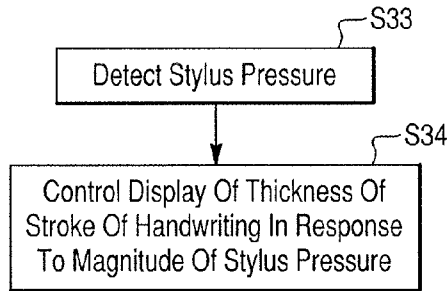 S33
Detect Stylus Pressure
S34
Control Display Of Thickness Of
Stroke Of Handwriting In Response
To Magnitude Of Stylus Pressure